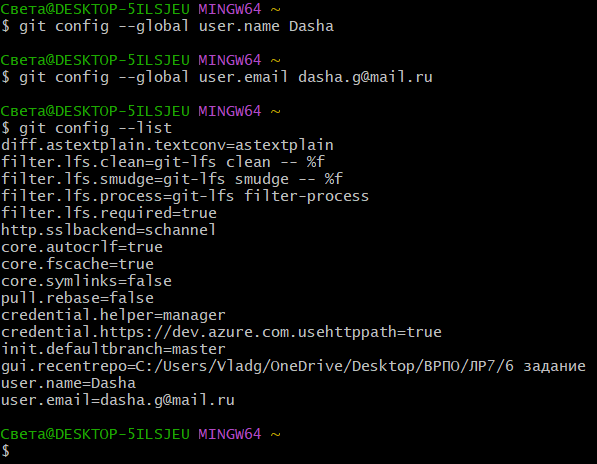 Света@DESKTOP-5ILSJEU MINGW64 ~
$ git config --global user.name Dasha
Света@DESKTOP-5ILSJEU MINGW64 ~
$ git config --global user.email dasha.g@mail.ru
Света@DESKTOP-5ILSJEU MINGW64 ~
$ git config --list
diff.astextplain.textconv=astextplain
filter.lfs.clean=git-lfs clean -- %f
filter.lfs.smudge=git-lfs smudge -- %f
filter.lfs.process=git-lfs filter-process
filter.lfs.required=true
http.sslbackend=schannel
core.autocrlf=true
core.fscache=true
core.symlinks=false
pull.rebase=false
credential.helper=manager
credential.https://dev.azure.com.usehttppath=true
init.defaultbranch=master
gui.recentrepo=C:/Users/Vladg/OneDrive/Desktop/ВРПО/ЛР7/6 задание
user.name=Dasha
user.email=dasha.g@mail.ru
Света@DESKTOP-5ILSJEU MINGW64 ~
$